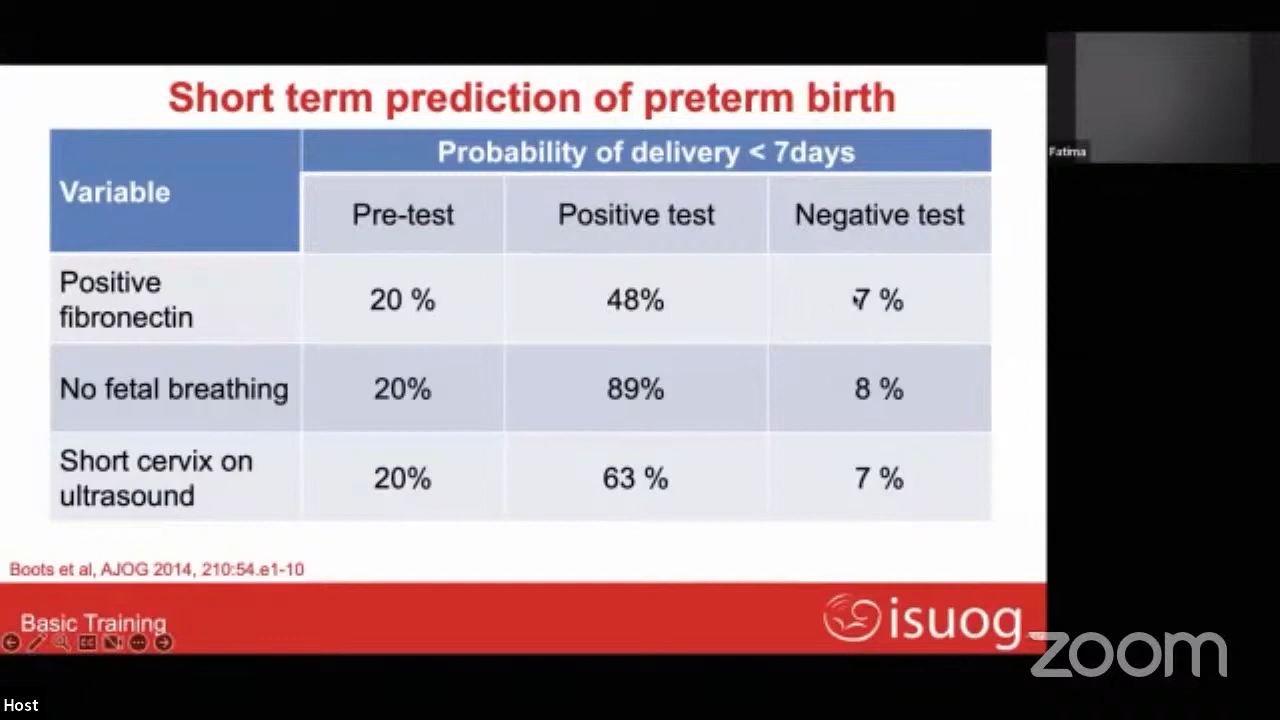 Short term prediction of preterm birth
Variable
Probability of delivery < 7days
Pre-test
Positive test
Negative test
Positive
fibronectin
20 %
48%
7 %
No fetal breathing
20%
89%
8 %
Short cervix on
ultrasound
20%
63 %
7 %
Boots et al, AJOG 2014, 210:54.e1-10
Basic Training
isuog
Fatima
zoom
Host